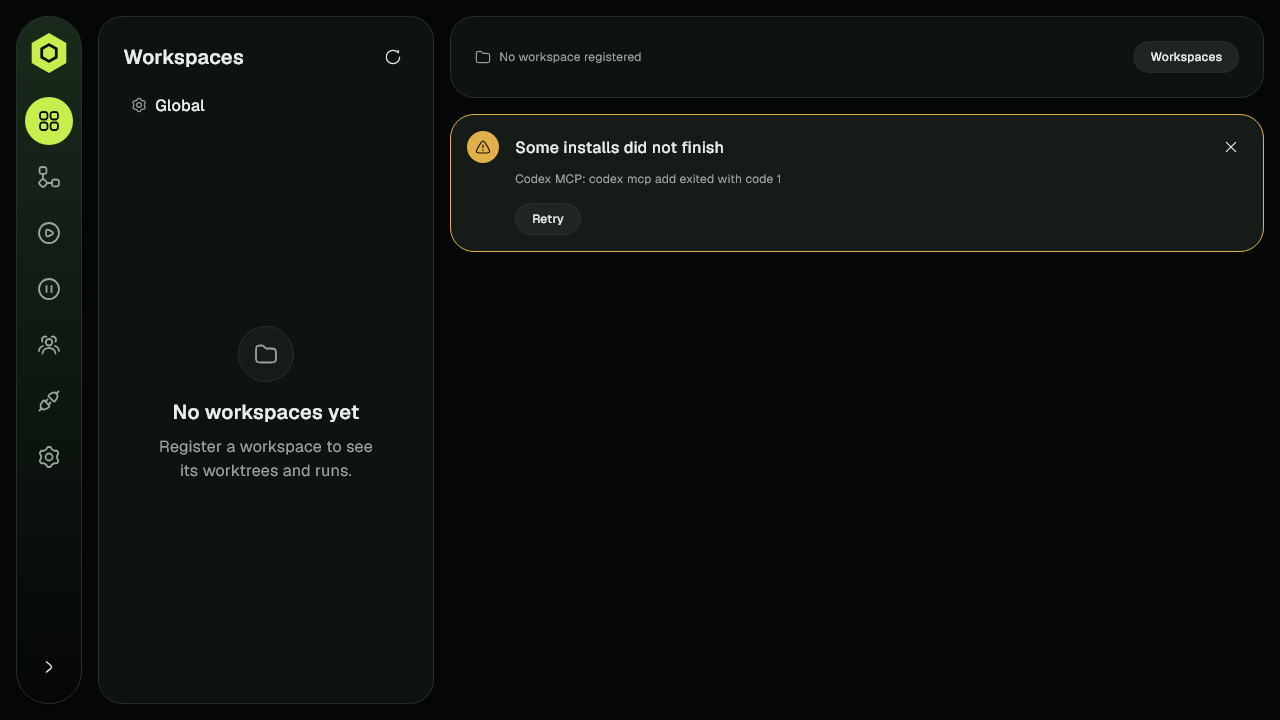 Workspaces
Global
No workspaces yet
Register a workspace to see
its worktrees and runs.
No workspace registered
Workspaces
Some installs did not finish
Codex MCP: codex mcp add exited with code 1
Retry